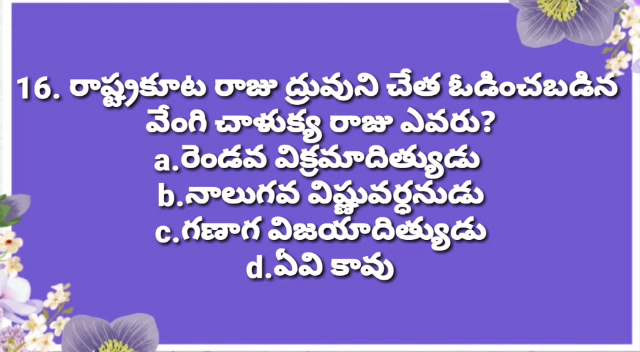 16. రాష్ట్రకూట రాజు ద్రువుని చేత ఓడించబడిన
వేంగి చాళుక్య రాజు ఎవరు?
a.రెండవ విక్రమాదిత్యుడు
b.నాలుగవ విష్ణువర్ధనుడు
c.గణాగ విజయాదిత్యుడు
d.ఏవి కావు